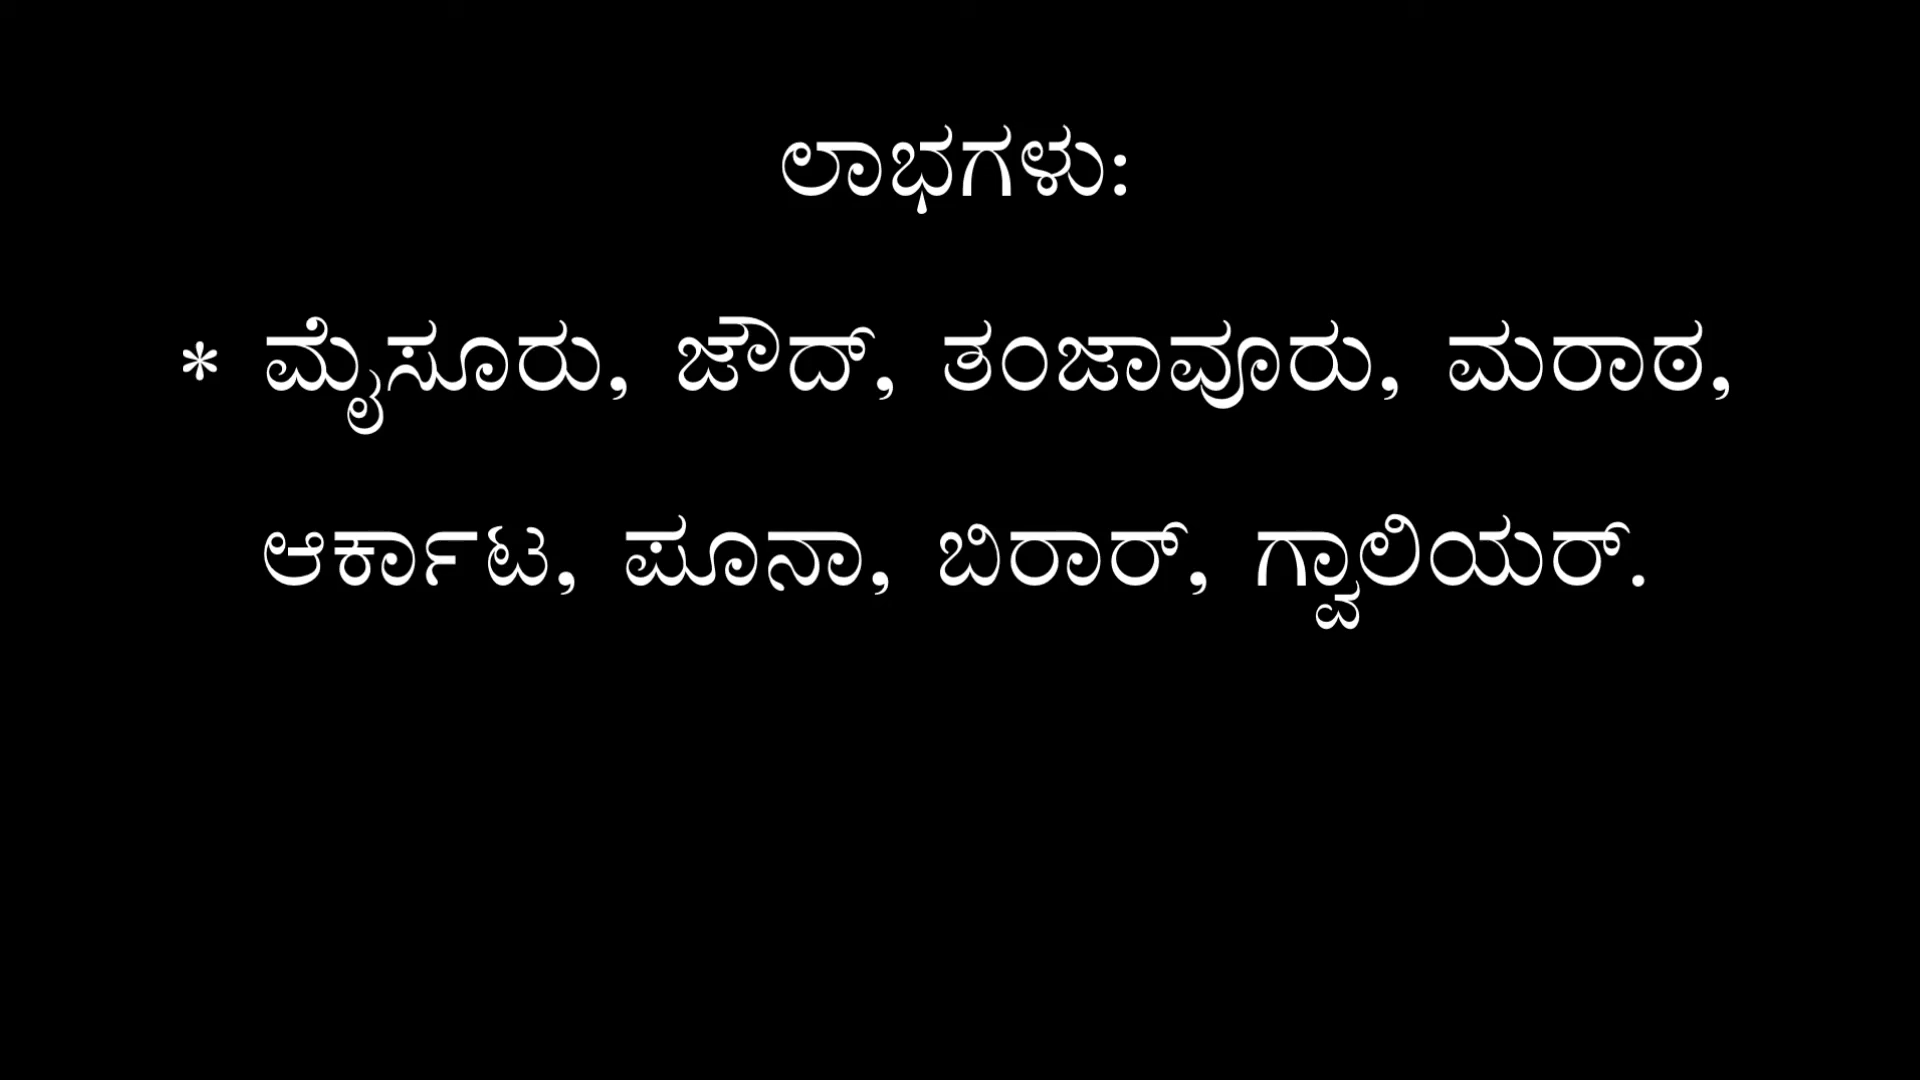 ಲಾಭಗಳು:
* ಮೈಸೂರು, ಜೌದ್, ತಂಜಾವೂರು, ಮರಾಠ,
ಆರ್ಕಾಟ, ಪೂನಾ, ಬಿರಾರ್, ಗ್ವಾಲಿಯರ್.